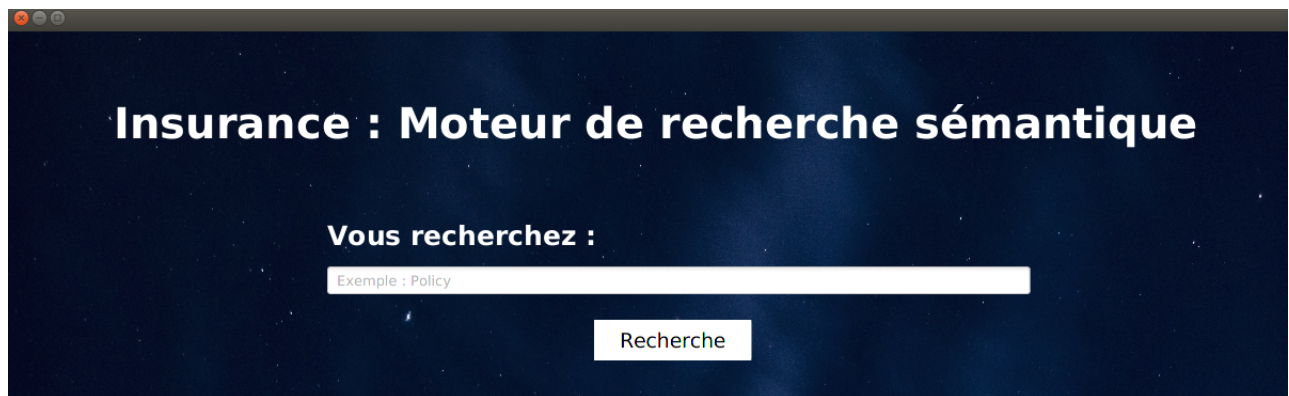 Insurance : Moteur de recherche sémantique
Vous recherchez :
Exemple : Policy
Recherche